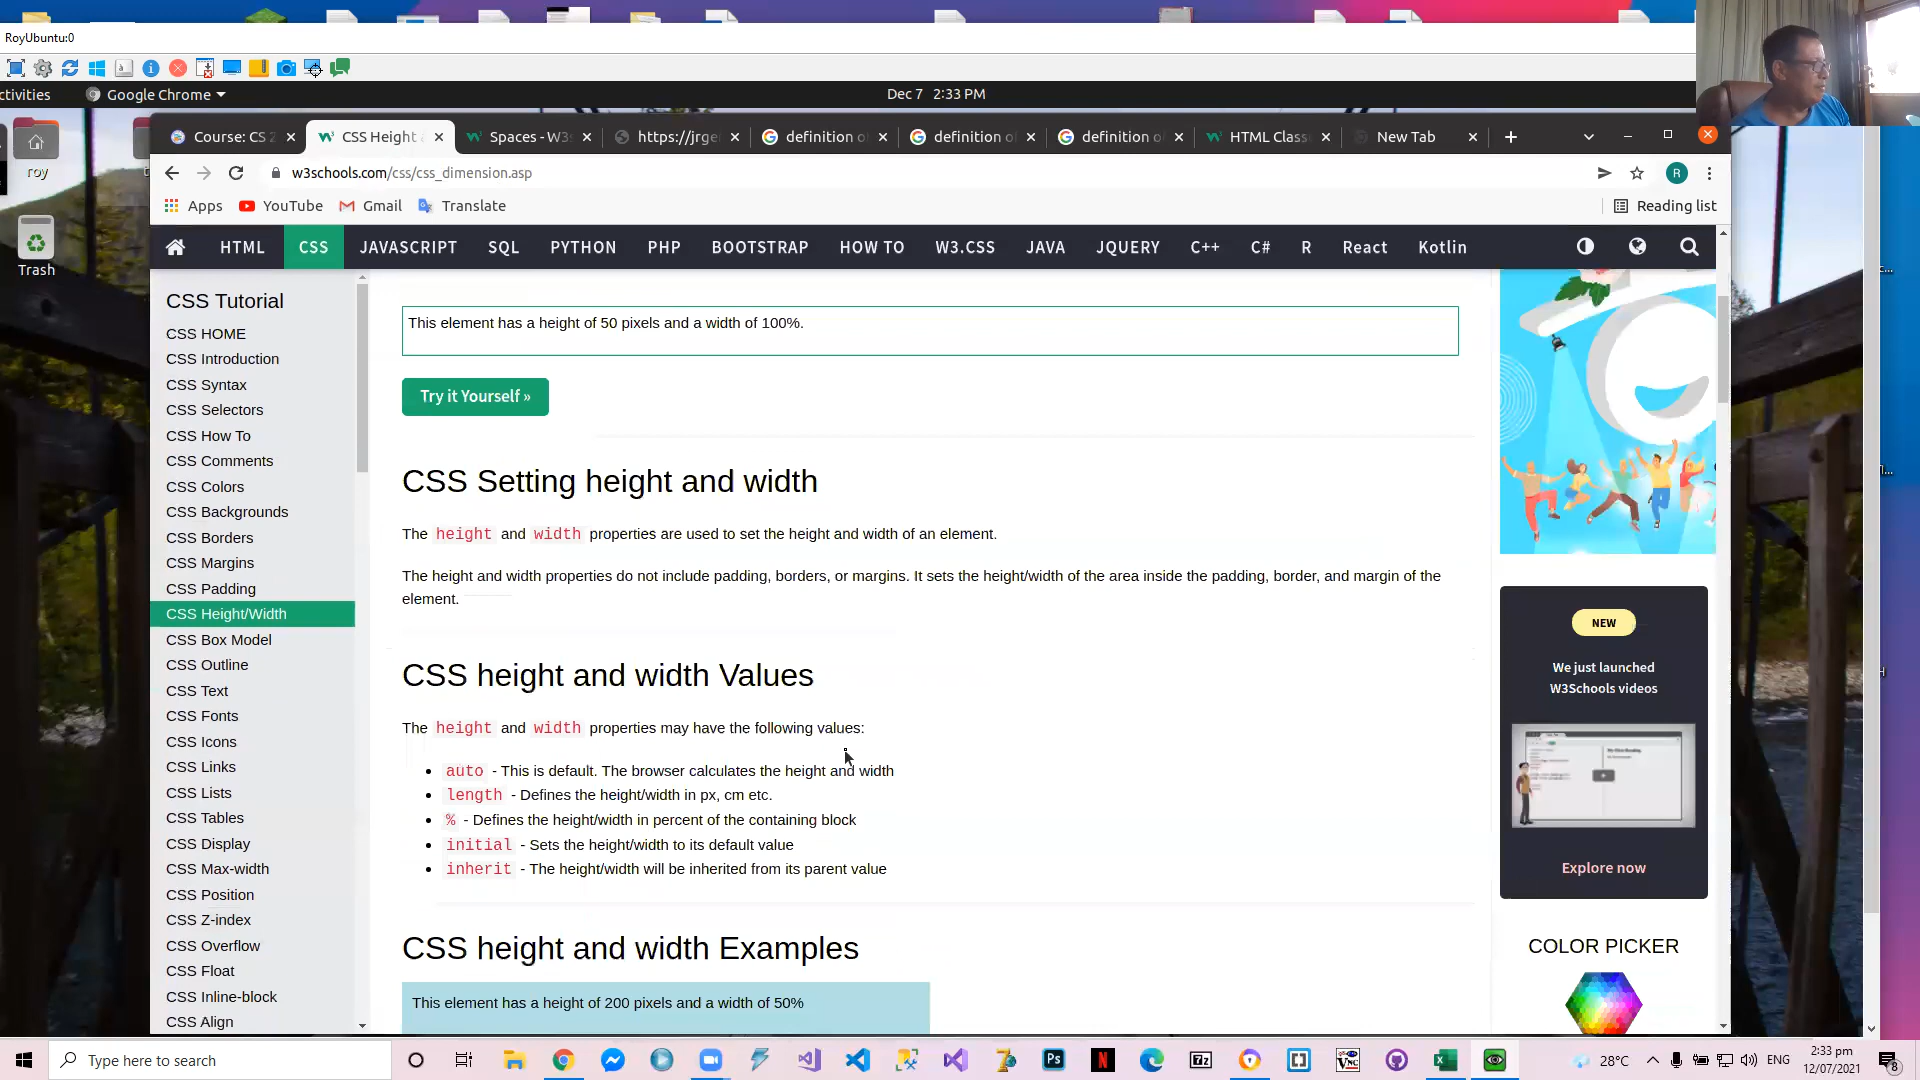 RoyUbuntu:0
ctivities
Google Chrome
Dec 7 2:33 PM
roy
Trash
Course: CS 2
CSS Height a
Spaces - W3
https://jrge
definition of
definition of
definition of
HTML Class
New Tab
w3schools.com/css/css_dimension.asp
R
Apps
YouTube
Gmail
Translate
Reading list
HTML
CSS
JAVASCRIPT
SQL
PYTHON
PHP
BOOTSTRAP
HOW TO
W3.CSS
JAVA
JQUERY
C++
C#
R
React
Kotlin
CSS Tutorial
CSS HOME
CSS Introduction
CSS Syntax
CSS Selectors
CSS How To
CSS Comments
CSS Colors
CSS Backgrounds
CSS Borders
CSS Margins
CSS Padding
CSS Height/Width
CSS Box Model
CSS Outline
CSS Text
CSS Fonts
CSS Icons
CSS Links
CSS Lists
CSS Tables
CSS Display
CSS Max-width
CSS Position
CSS Z-index
CSS Overflow
CSS Float
CSS Inline-block
CSS Align
This element has a height of 50 pixels and a width of 100%.
Try it Yourself »
CSS Setting height and width
The height and width properties are used to set the height and width of an element.
The height and width properties do not include padding, borders, or margins. It sets the height/width of the area inside the padding, border, and margin of the
element.
CSS height and width Values
The height and width properties may have the following values:
auto - This is default. The browser calculates the height and width
length - Defines the height/width in px, cm etc.
% - Defines the height/width in percent of the containing block
initial - Sets the height/width to its default value
inherit - The height/width will be inherited from its parent value
CSS height and width Examples
This element has a height of 200 pixels and a width of 50%
NEW
We just launched
W3Schools videos
Explore now
COLOR PICKER
Type here to search
Ps
N
7z
28°C
ENG
2:33 pm
12/07/2021
8